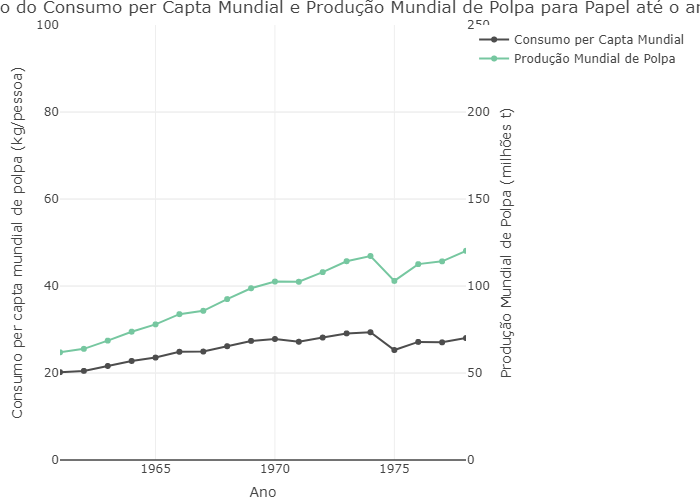 o do Consumo per Capta Mundial e Produção Mundial de Polpa para Papel até o a
Consumo per Capta Mundial
Produção Mundial de Polpa
Consumo per capta mundial de polpa (kg/pessoa)
100
80
60
40
20
0
250
200
150
100
50
0
Produção Mundial de Polpa (milhões t)
1965
1970
1975
Ano